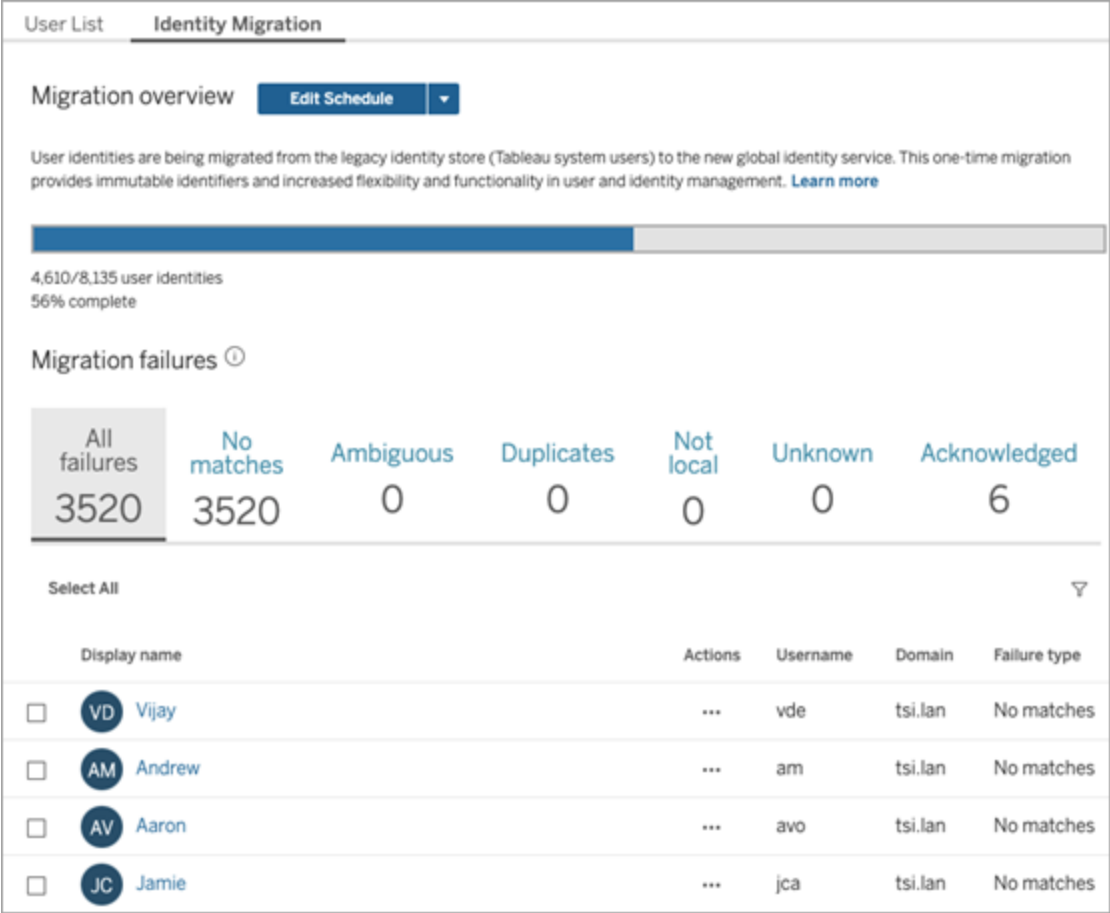 User List Identity Migration
Migration overview Edit Schedule
User identities are being migrated from the legacy identity store (Tableau system users) to the new global identity service. This one-time migration
provides immutable identifiers and increased flexibility and functionality in user and identity management. Learn more
4,610/8,135 user identities
56% complete
Migration failures
All failures 3520
No matches 3520
Ambiguous 0
Duplicates 0
Not local 0
Unknown 0
Acknowledged 6
Select All
Display name Actions Username Domain Failure type
VD Vijay ... vde tsi.lan No matches
AM Andrew ... am tsi.lan No matches
AV Aaron ... avo tsi.lan No matches
JC Jamie ... jca tsi.lan No matches